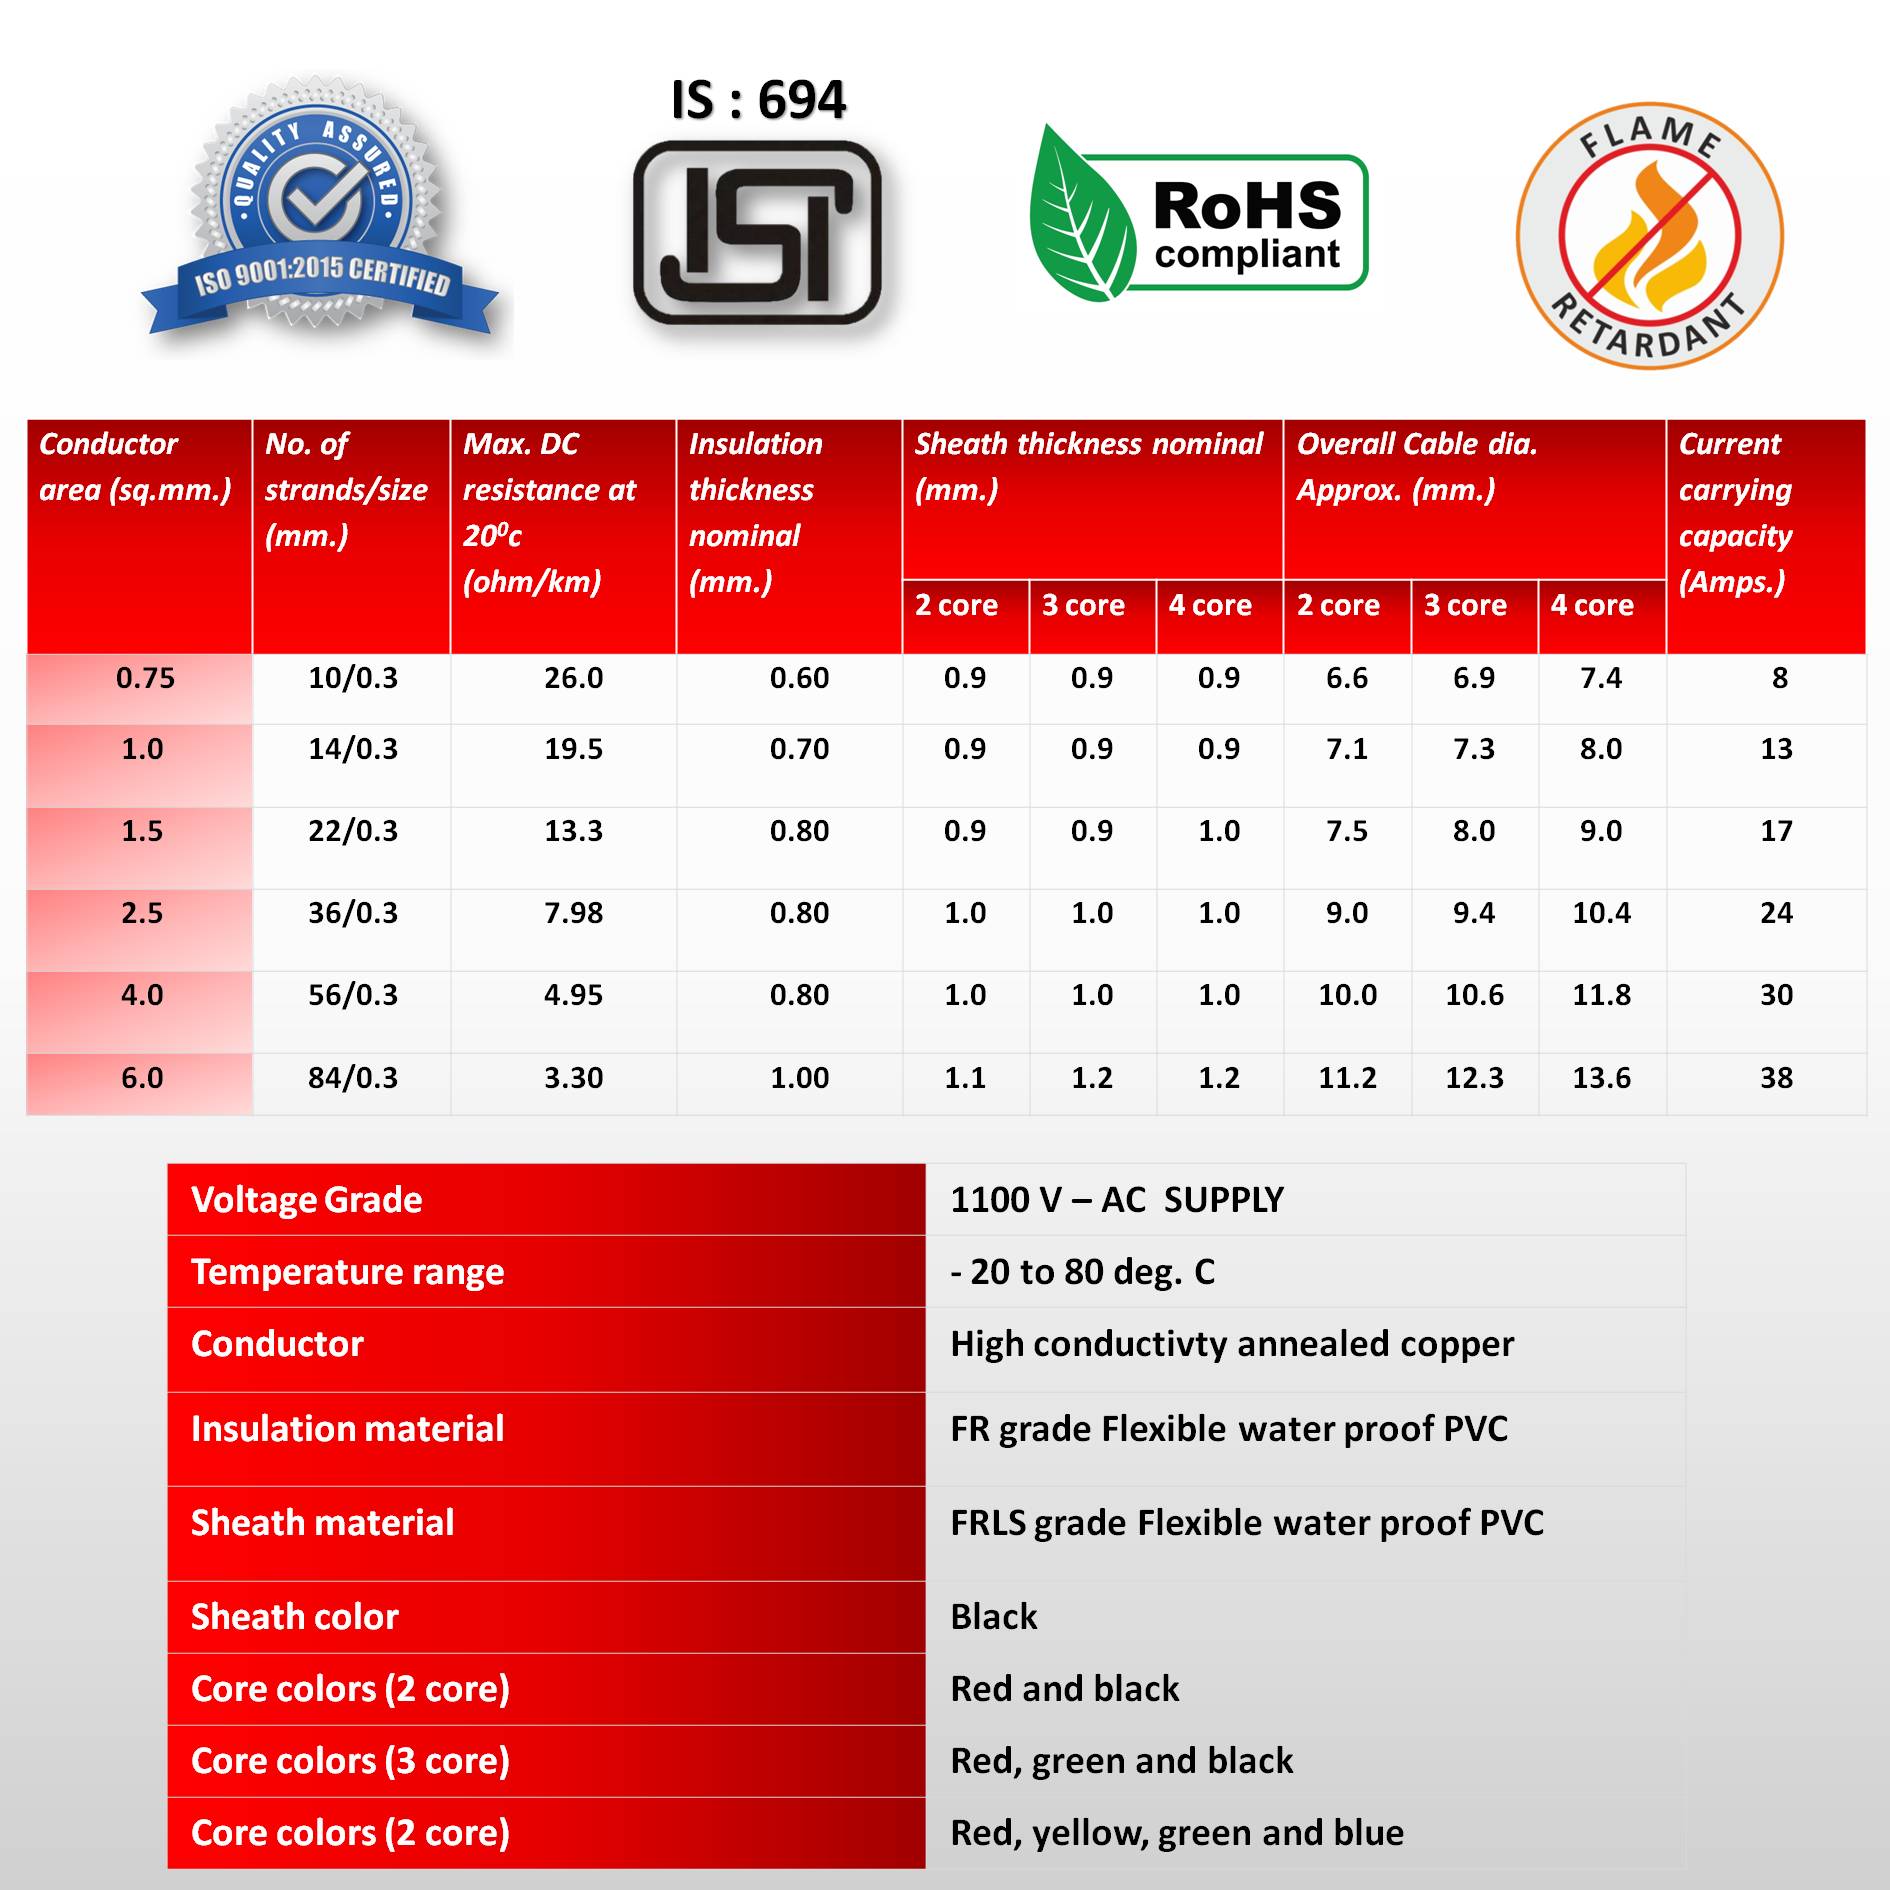 IS : 694
QUALITY ASSURED
ISO 9001:2015 CERTIFIED
ISI
RoHS
compliant
FLAME
RETARDANT
Conductor area (sq.mm.) No. of strands/size (mm.) Max. DC resistance at 20⁰c (ohm/km) Insulation thickness nominal (mm.) Sheath thickness nominal (mm.) Overall Cable dia. Approx. (mm.) Current carrying capacity (Amps.)
2 core 3 core 4 core 2 core 3 core 4 core
0.75 10/0.3 26.0 0.60 0.9 0.9 0.9 6.6 6.9 7.4 8
1.0 14/0.3 19.5 0.70 0.9 0.9 0.9 7.1 7.3 8.0 13
1.5 22/0.3 13.3 0.80 0.9 0.9 1.0 7.5 8.0 9.0 17
2.5 36/0.3 7.98 0.80 1.0 1.0 1.0 9.0 9.4 10.4 24
4.0 56/0.3 4.95 0.80 1.0 1.0 1.0 10.0 10.6 11.8 30
6.0 84/0.3 3.30 1.00 1.1 1.2 1.2 11.2 12.3 13.6 38
Voltage Grade 1100 V – AC SUPPLY
Temperature range - 20 to 80 deg. C
Conductor High conductivty annealed copper
Insulation material FR grade Flexible water proof PVC
Sheath material FRLS grade Flexible water proof PVC
Sheath color Black
Core colors (2 core) Red and black
Core colors (3 core) Red, green and black
Core colors (2 core) Red, yellow, green and blue